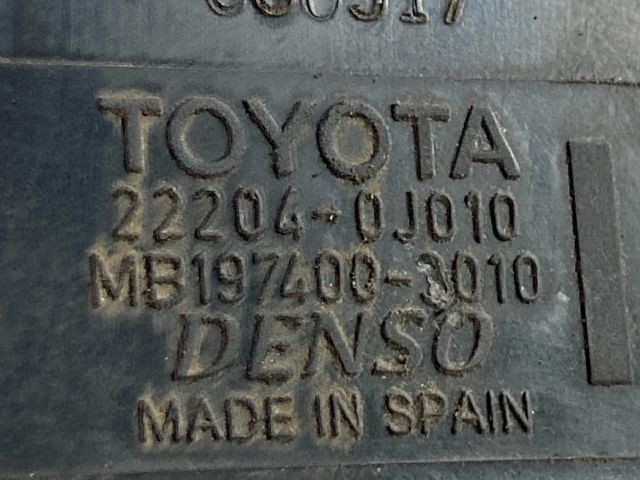 TOYOTA
22204-0J010
MB197400-3010
DENSO
MADE IN SPAIN